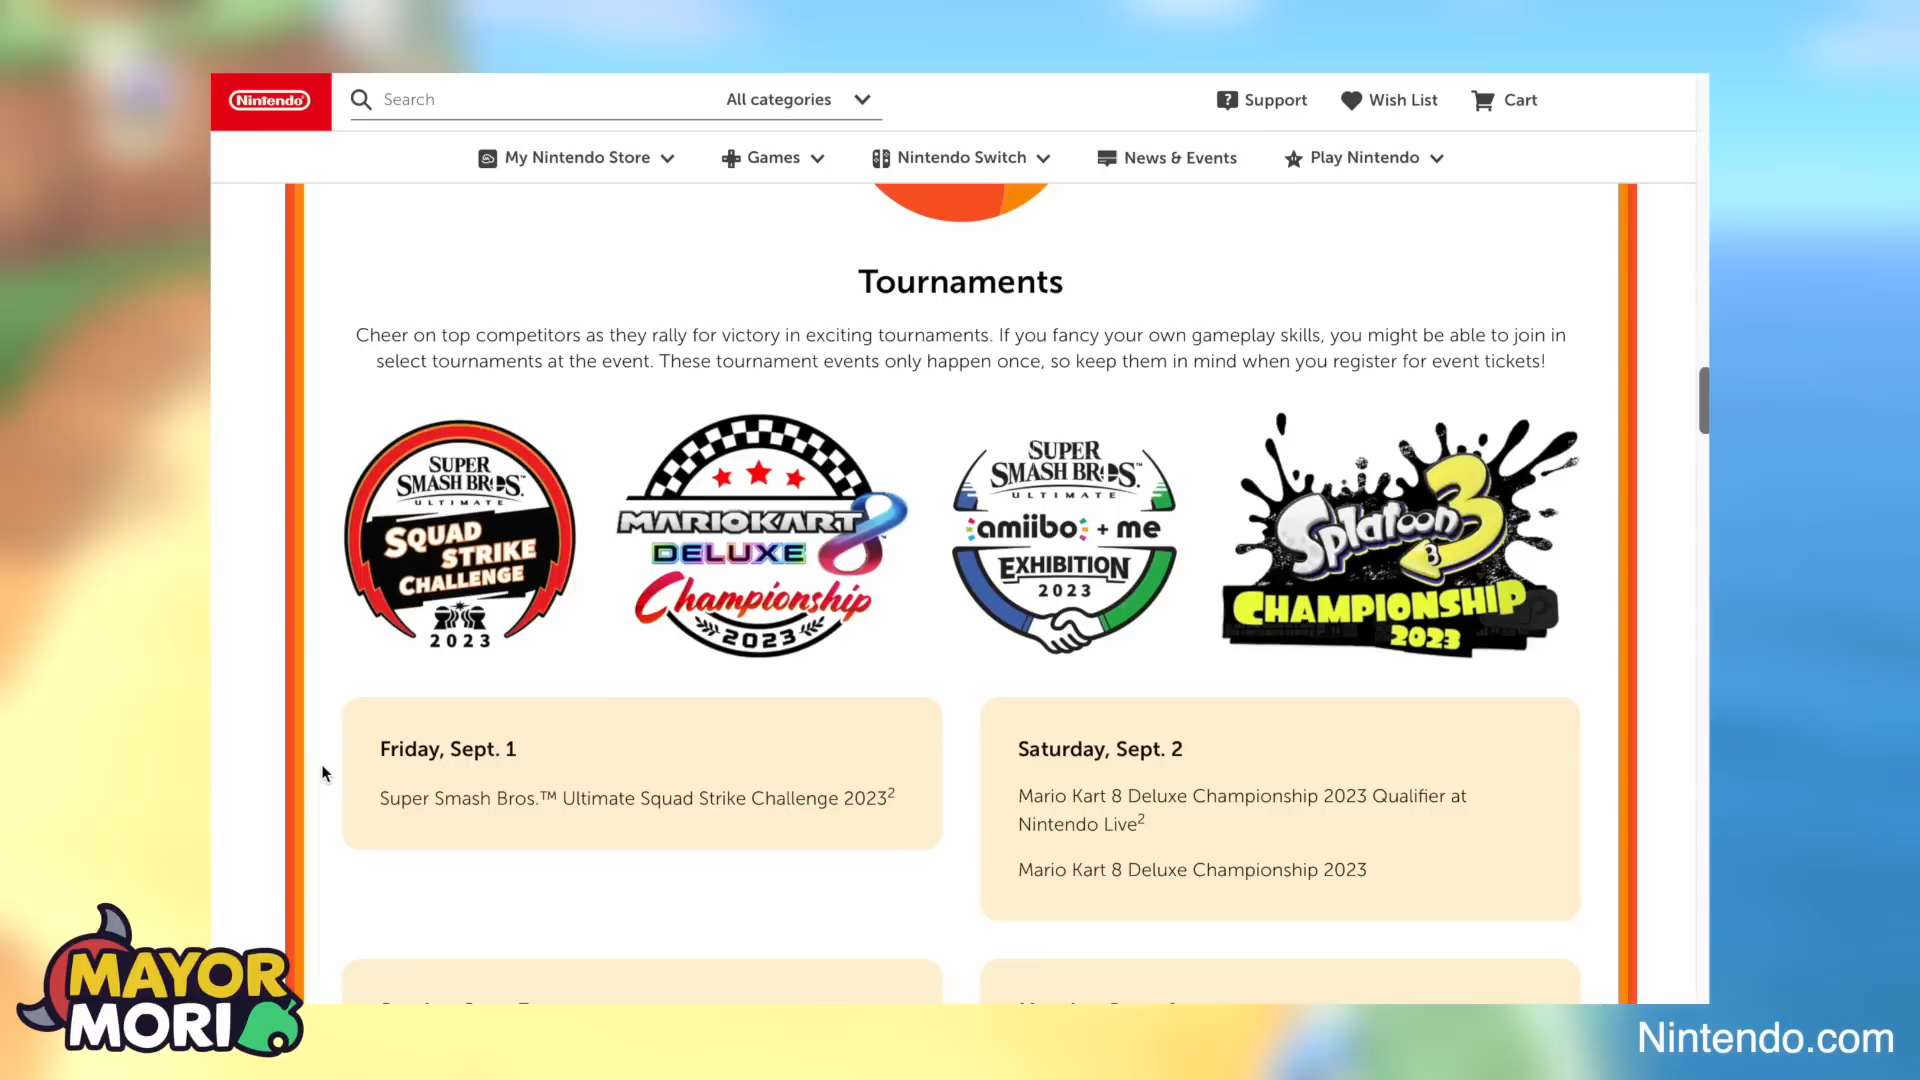 Nintendo
Search
All categories
Support
Wish List
Cart
My Nintendo Store
Games
Nintendo Switch
News & Events
Play Nintendo
Tournaments
Cheer on top competitors as they rally for victory in exciting tournaments. If you fancy your own gameplay skills, you might be able to join in
select tournaments at the event. These tournament events only happen once, so keep them in mind when you register for event tickets!
SUPER
SMASH BROS.™
ULTIMATE
SQUAD
STRIKE
CHALLENGE
2023
MARIOKART 8
DELUXE
Championship
2023
SUPER
SMASH BROS.™
ULTIMATE
amiibo + me
EXHIBITION
2023
Splatoon 3
CHAMPIONSHIP
2023
Friday, Sept. 1
Super Smash Bros.™ Ultimate Squad Strike Challenge 2023²
Saturday, Sept. 2
Mario Kart 8 Deluxe Championship 2023 Qualifier at
Nintendo Live²
Mario Kart 8 Deluxe Championship 2023
MAYOR
MORI
Nintendo.com